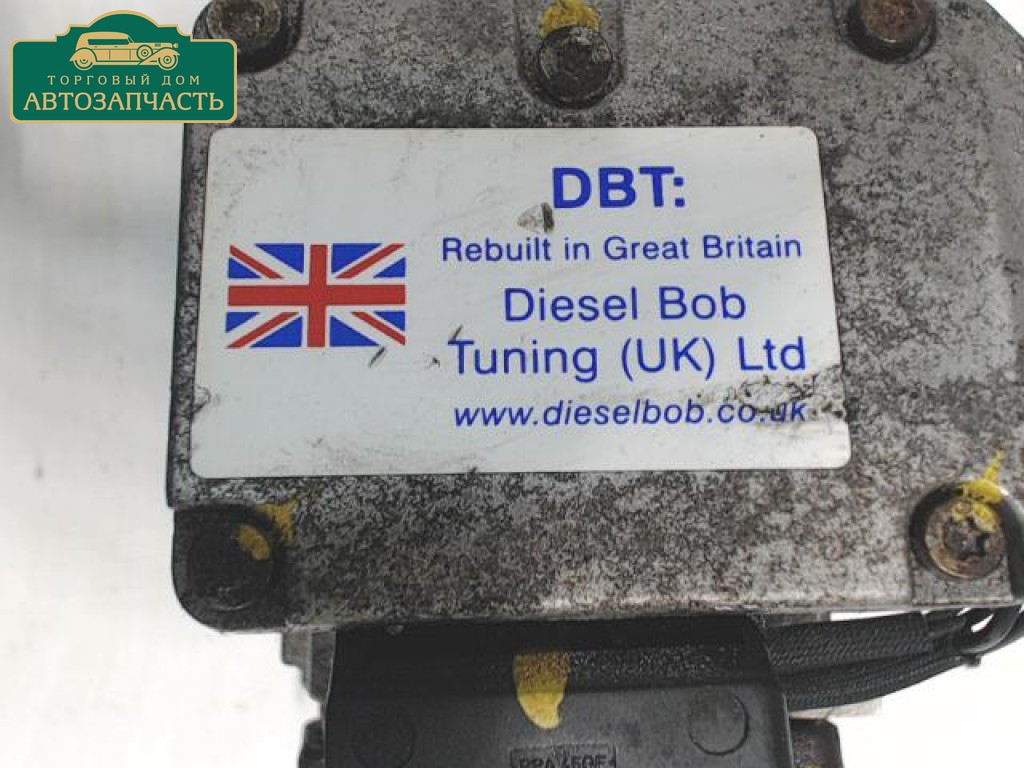 ТОРГОВЫЙ ДОМ
АВТОЗАПЧАСТЬ
DBT:
Rebuilt in Great Britain
Diesel Bob
Tuning (UK) Ltd
www.dieselbob.co.uk